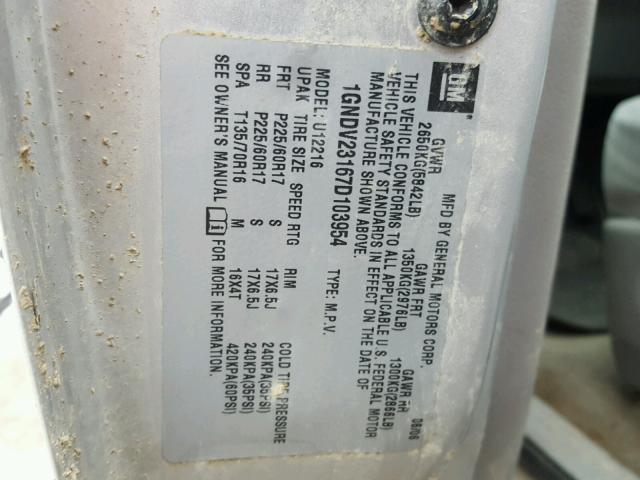 GM
MFD BY GENERAL MOTORS CORP. 06/06
GVWR GAWR FRT GAWR RR
2650KG(5842LB) 1350KG(2976LB) 1300KG(2866LB)
THIS VEHICLE CONFORMS TO ALL APPLICABLE U.S. FEDERAL MOTOR
VEHICLE SAFETY STANDARDS IN EFFECT ON THE DATE OF
MANUFACTURE SHOWN ABOVE.
1GNDV23167D103954 TYPE: M.P.V.
MODEL: U12216
UPAK TIRE SIZE SPEED RTG RIM COLD TIRE PRESSURE
FRT P225/60R17 S 17X6.5J 240KPA(35PSI)
RR P225/60R17 S 17X6.5J 240KPA(35PSI)
SPA T135/70R16 M 16X4T 420KPA(60PSI)
SEE OWNER'S MANUAL FOR MORE INFORMATION.